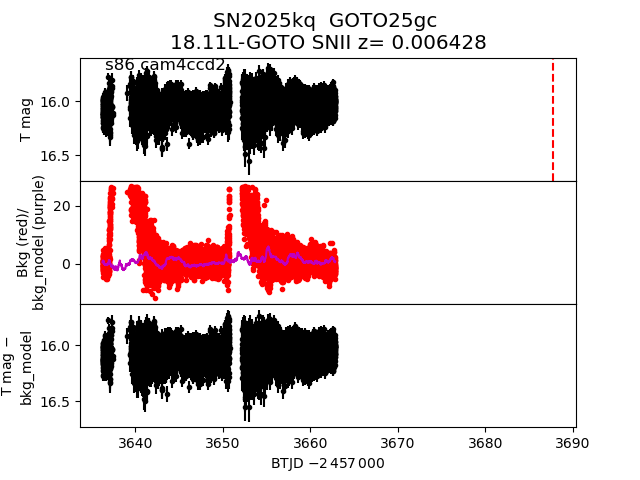 SN2025kq  GOTO25gc
18.11L-GOTO SNII z= 0.006428
s86 cam4ccd2
T mag
16.0
16.5
Bkg (red)/
bkg_model (purple)
20
0
T mag −
bkg_model
16.0
16.5
3640 3650 3660 3670 3680 3690
BTJD −2 457 000